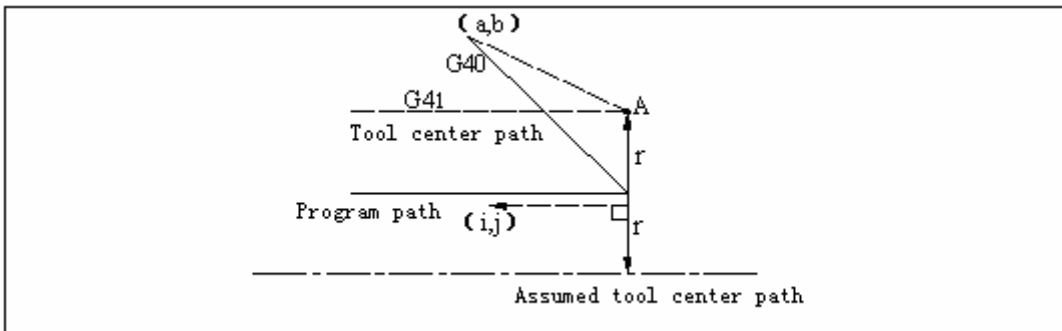 ( a,b )
G40
G41
A
Tool center path
r
Program path
( i,j )
r
Assumed tool center path